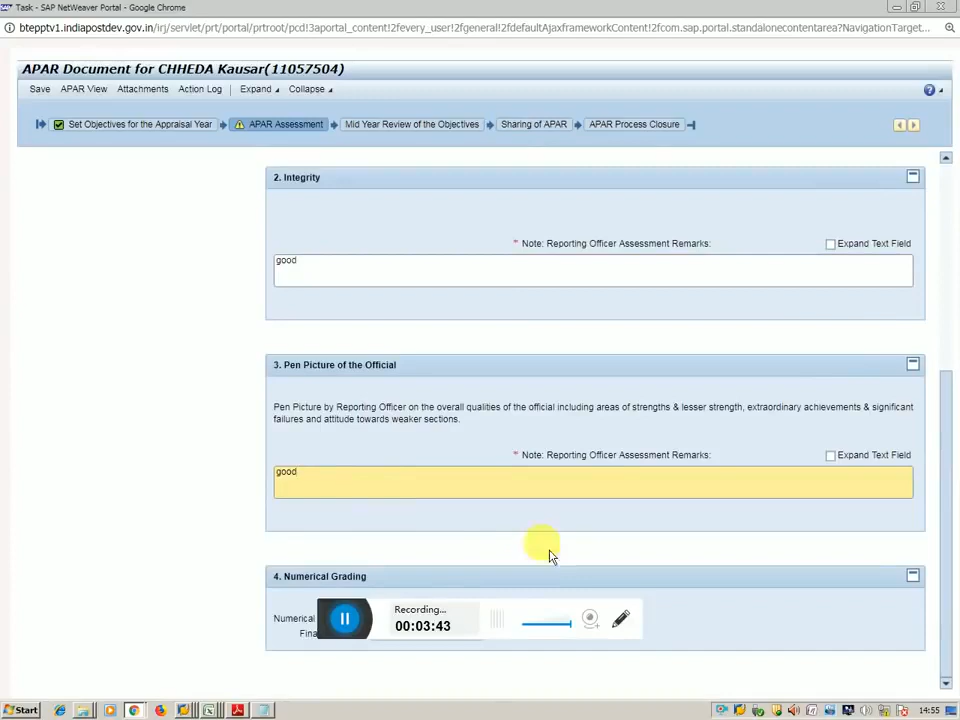 Task - SAP NetWeaver Portal - Google Chrome
btepptv1.indiapostdev.gov.in/irj/servlet/prt/portal/prtroot/pcd!3aportal_content!2fevery_user!2fgeneral!2fdefaultAjaxframeworkContent!2fcom.sap.portal.standalonecontentarea?NavigationTarget...
APAR Document for CHHEDA Kausar(11057504)
Save APAR View Attachments Action Log Expand Collapse
Set Objectives for the Appraisal Year APAR Assessment Mid Year Review of the Objectives Sharing of APAR APAR Process Closure
2. Integrity
* Note: Reporting Officer Assessment Remarks: Expand Text Field
good
3. Pen Picture of the Official
Pen Picture by Reporting Officer on the overall qualities of the official including areas of strengths & lesser strength, extraordinary achievements & significant
failures and attitude towards weaker sections.
* Note: Reporting Officer Assessment Remarks: Expand Text Field
good
4. Numerical Grading
Numerical
Fina
Recording...
00:03:43
Start 14:55